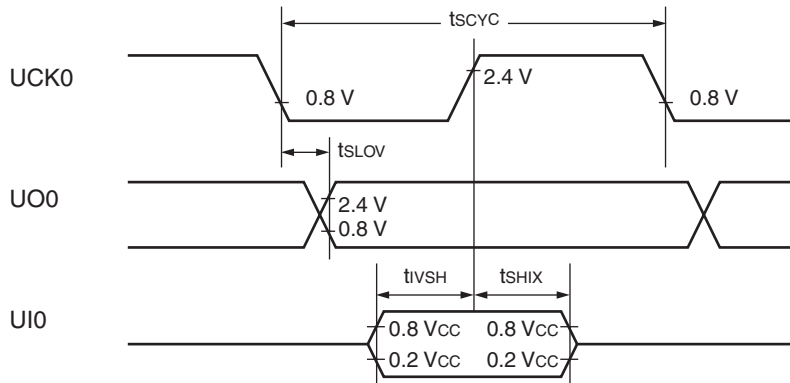 tSCYC
UCK0
0.8 V
2.4 V
0.8 V
tSLOV
UO0
2.4 V
0.8 V
tIVSH
tSHIX
UI0
0.8 VCC
0.8 VCC
0.2 VCC
0.2 VCC